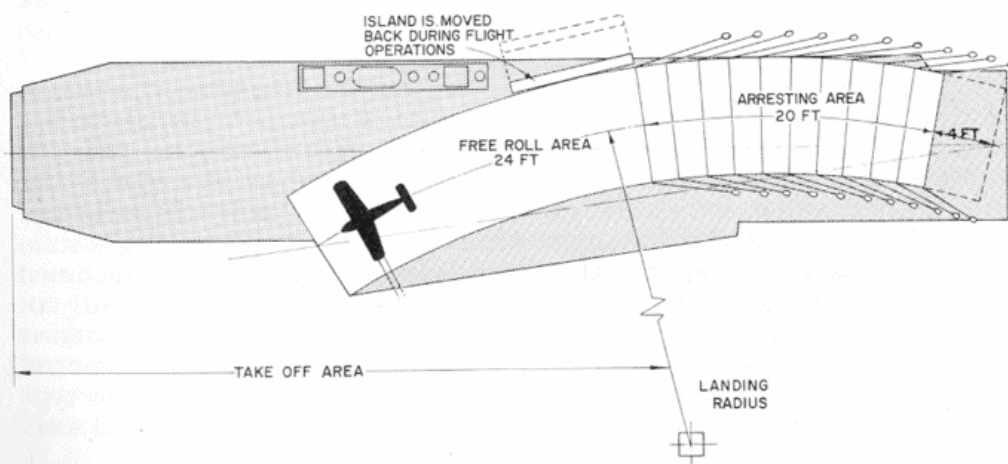 ISLAND IS MOVED
BACK DURING FLIGHT
OPERATIONS
ARRESTING AREA
20 FT
4 FT
FREE ROLL AREA
24 FT
TAKE OFF AREA
LANDING
RADIUS